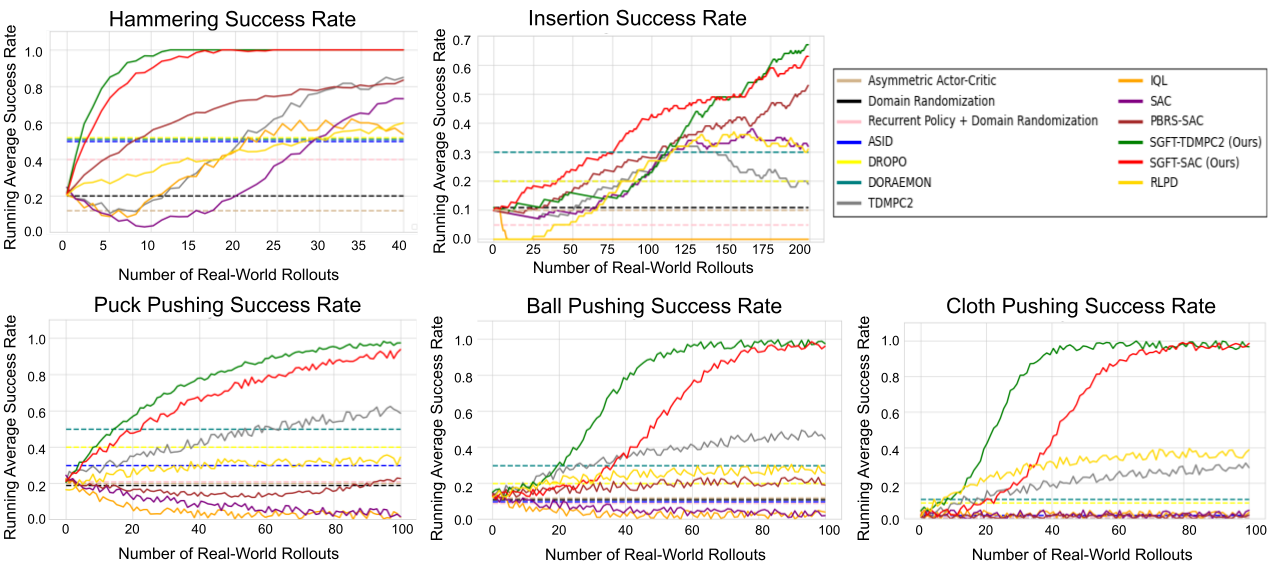 Hammering Success Rate
Running Average Success Rate
1.0
0.8
0.6
0.4
0.2
0.0
0 5 10 15 20 25 30 35 40
Number of Real-World Rollouts
Insertion Success Rate
Running Average Success Rate
0.7
0.6
0.5
0.4
0.3
0.2
0.1
0.0
0 25 50 75 100 125 150 175 200
Number of Real-World Rollouts
Asymmetric Actor-Critic
Domain Randomization
Recurrent Policy + Domain Randomization
ASID
DROPO
DORAEMON
TDMPC2
IQL
SAC
PBRS-SAC
SGFT-TDMPC2 (Ours)
SGFT-SAC (Ours)
RLPD
Puck Pushing Success Rate
Running Average Success Rate
1.0
0.8
0.6
0.4
0.2
0.0
0 20 40 60 80 100
Number of Real-World Rollouts
Ball Pushing Success Rate
Running Average Success Rate
1.0
0.8
0.6
0.4
0.2
0.0
0 20 40 60 80 100
Number of Real-World Rollouts
Cloth Pushing Success Rate
Running Average Success Rate
1.0
0.8
0.6
0.4
0.2
0.0
0 20 40 60 80 100
Number of Real-World Rollouts